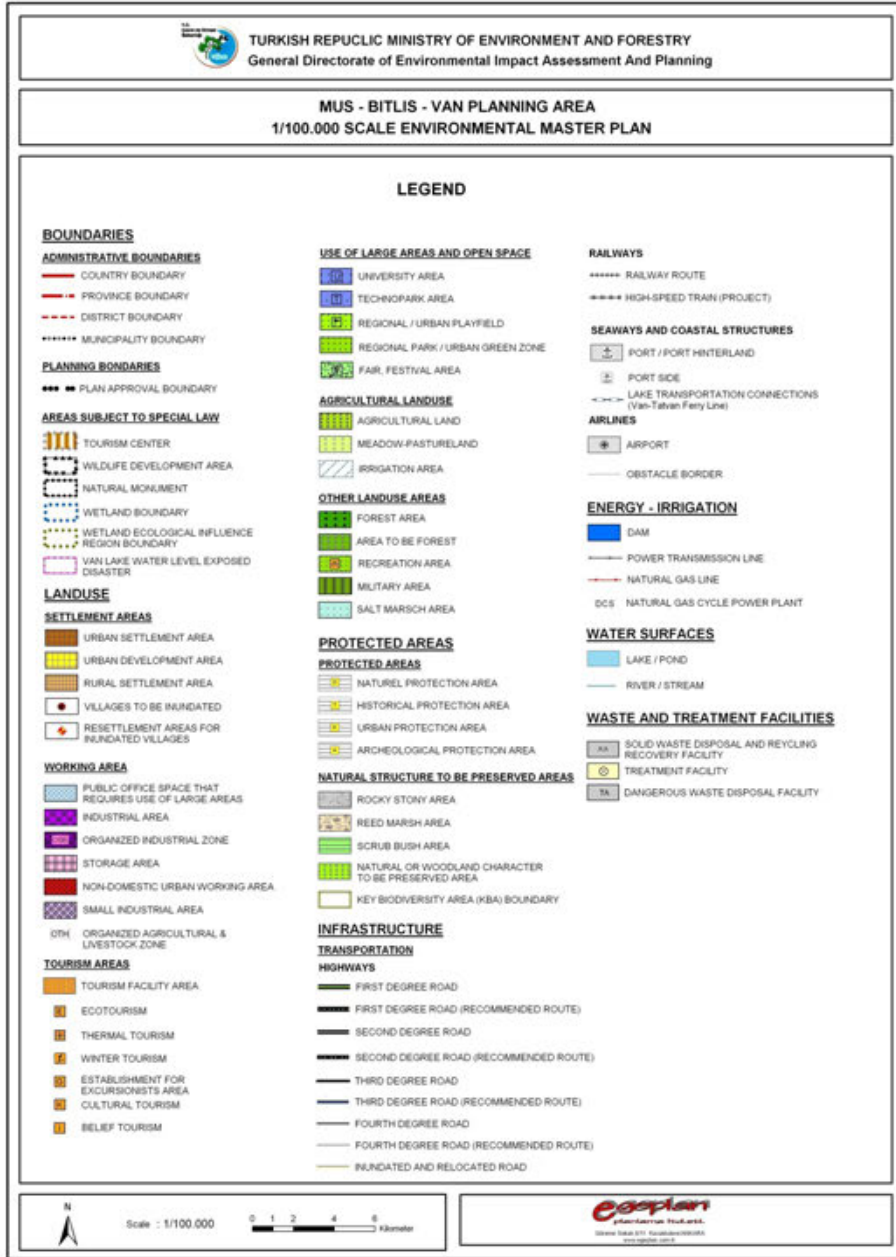 TURKISH REPUCLIC MINISTRY OF ENVIRONMENT AND FORESTRY
General Directorate of Environmental Impact Assessment And Planning
MUS - BITLIS - VAN PLANNING AREA
1/100.000 SCALE ENVIRONMENTAL MASTER PLAN
LEGEND
BOUNDARIES
ADMINISTRATIVE BOUNDARIES
COUNTRY BOUNDARY
PROVINCE BOUNDARY
DISTRICT BOUNDARY
MUNICIPALITY BOUNDARY
PLANNING BONDARIES
PLAN APPROVAL BOUNDARY
AREAS SUBJECT TO SPECIAL LAW
TOURISM CENTER
WILDLIFE DEVELOPMENT AREA
NATURAL MONUMENT
WETLAND BOUNDARY
WETLAND ECOLOGICAL INFLUENCE
REGION BOUNDARY
VAN LAKE WATER LEVEL EXPOSED
DISASTER
LANDUSE
SETTLEMENT AREAS
URBAN SETTLEMENT AREA
URBAN DEVELOPMENT AREA
RURAL SETTLEMENT AREA
VILLAGES TO BE INUNDATED
RESETTLEMENT AREAS FOR
INUNDATED VILLAGES
WORKING AREA
PUBLIC OFFICE SPACE THAT
REQUIRES USE OF LARGE AREAS
INDUSTRIAL AREA
ORGANIZED INDUSTRIAL ZONE
STORAGE AREA
NON-DOMESTIC URBAN WORKING AREA
SMALL INDUSTRIAL AREA
OTH ORGANIZED AGRICULTURAL &
LIVESTOCK ZONE
TOURISM AREAS
TOURISM FACILITY AREA
ECOTOURISM
THERMAL TOURISM
WINTER TOURISM
ESTABLISHMENT FOR
EXCURSIONISTS AREA
CULTURAL TOURISM
BELIEF TOURISM
USE OF LARGE AREAS AND OPEN SPACE
UNIVERSITY AREA
TECHNOPARK AREA
REGIONAL / URBAN PLAYFIELD
REGIONAL PARK / URBAN GREEN ZONE
FAIR, FESTIVAL AREA
AGRICULTURAL LANDUSE
AGRICULTURAL LAND
MEADOW-PASTURELAND
IRRIGATION AREA
OTHER LANDUSE AREAS
FOREST AREA
AREA TO BE FOREST
RECREATION AREA
MILITARY AREA
SALT MARSCH AREA
PROTECTED AREAS
PROTECTED AREAS
NATUREL PROTECTION AREA
HISTORICAL PROTECTION AREA
URBAN PROTECTION AREA
ARCHEOLOGICAL PROTECTION AREA
NATURAL STRUCTURE TO BE PRESERVED AREAS
ROCKY STONY AREA
REED MARSH AREA
SCRUB BUSH AREA
NATURAL OR WOODLAND CHARACTER
TO BE PRESERVED AREA
KEY BIODIVERSITY AREA (KBA) BOUNDARY
INFRASTRUCTURE
TRANSPORTATION
HIGHWAYS
FIRST DEGREE ROAD
FIRST DEGREE ROAD (RECOMMENDED ROUTE)
SECOND DEGREE ROAD
SECOND DEGREE ROAD (RECOMMENDED ROUTE)
THIRD DEGREE ROAD
THIRD DEGREE ROAD (RECOMMENDED ROUTE)
FOURTH DEGREE ROAD
FOURTH DEGREE ROAD (RECOMMENDED ROUTE)
INUNDATED AND RELOCATED ROAD
RAILWAYS
RAILWAY ROUTE
HIGH-SPEED TRAIN (PROJECT)
SEAWAYS AND COASTAL STRUCTURES
PORT / PORT HINTERLAND
PORT SIDE
LAKE TRANSPORTATION CONNECTIONS
(Van-Tatvan Ferry Line)
AIRLINES
AIRPORT
OBSTACLE BORDER
ENERGY - IRRIGATION
DAM
POWER TRANSMISSION LINE
NATURAL GAS LINE
DCS NATURAL GAS CYCLE POWER PLANT
WATER SURFACES
LAKE / POND
RIVER / STREAM
WASTE AND TREATMENT FACILITIES
AA SOLID WASTE DISPOSAL AND REYCLING
RECOVERY FACILITY
TREATMENT FACILITY
TA DANGEROUS WASTE DISPOSAL FACILITY
N
Scale : 1/100.000
0 1 2 4 6
Kilometer
egeplan
planlama ltd.sti.